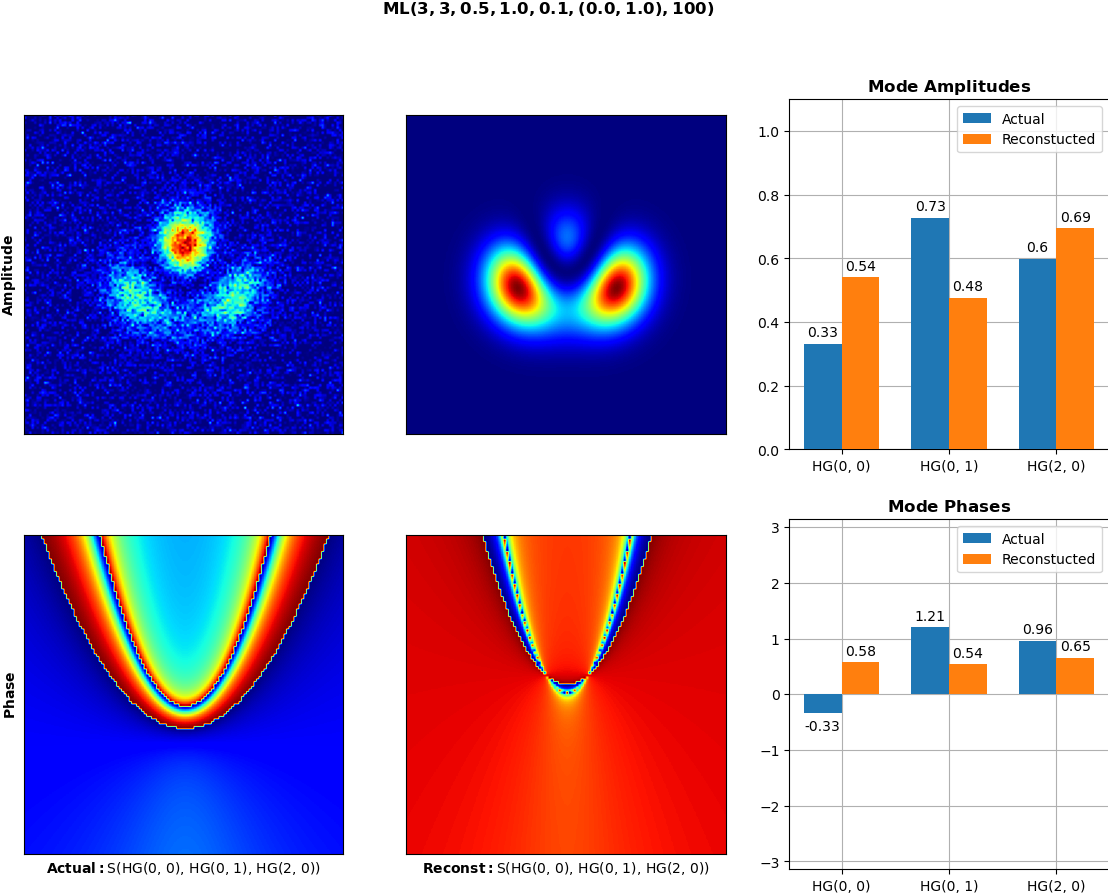 ML(3, 3, 0.5, 1.0, 0.1, (0.0, 1.0), 100)
Amplitude
Mode Amplitudes
Actual
Reconstucted
1.0
0.8
0.6
0.4
0.2
0.0
0.33
0.54
0.73
0.48
0.6
0.69
HG(0, 0)
HG(0, 1)
HG(2, 0)
Phase
Actual: S(HG(0, 0), HG(0, 1), HG(2, 0))
Reconst: S(HG(0, 0), HG(0, 1), HG(2, 0))
Mode Phases
Actual
Reconstucted
3
2
1
0
−1
−2
−3
-0.33
0.58
1.21
0.54
0.96
0.65
HG(0, 0)
HG(0, 1)
HG(2, 0)